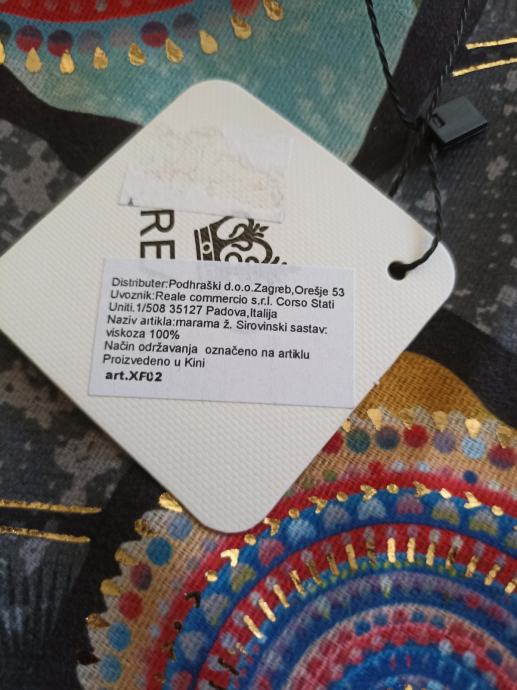 RE
Distributer:Podhraški d.o.o.Zagreb,Orešje 53
Uvoznik:Reale commercio s.r.l. Corso Stati
Uniti.1/508 35127 Padova,Italija
Naziv artikla:marama ž. Sirovinski sastav:
viskoza 100%
Način održavanja označeno na artiklu
Proizvedeno u Kini
art.XF02